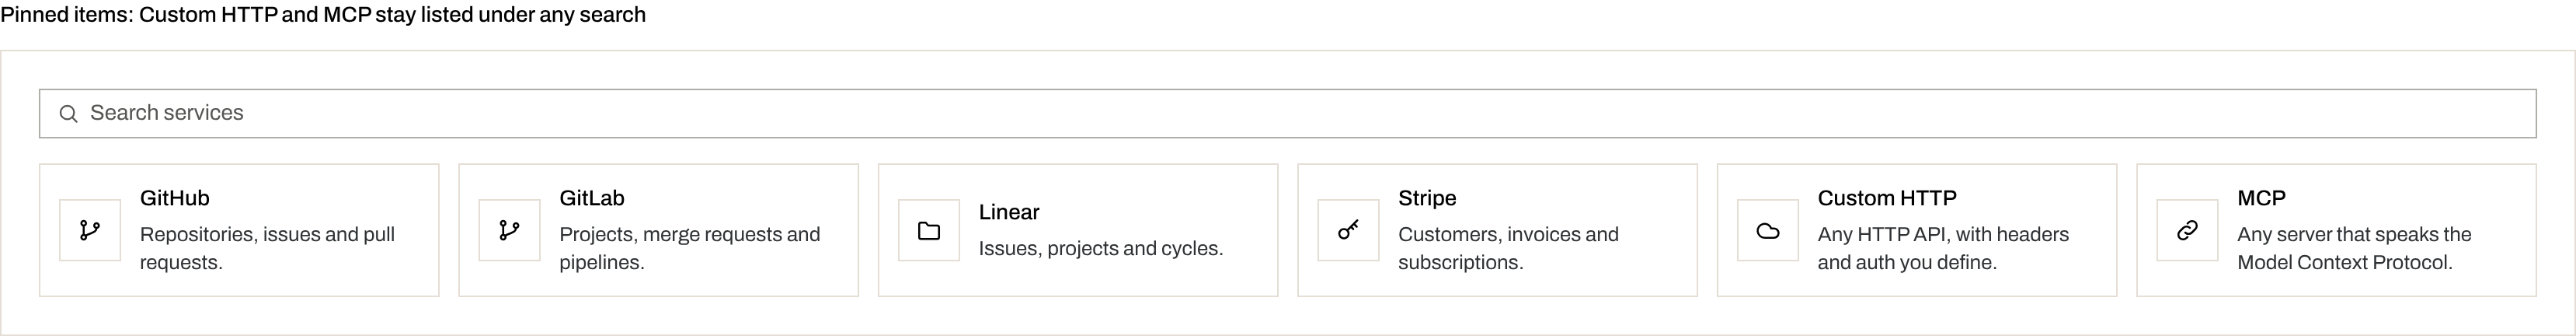 Pinned items: Custom HTTP and MCP stay listed under any search
Search services
GitHub
Repositories, issues and pull
requests.
GitLab
Projects, merge requests and
pipelines.
Linear
Issues, projects and cycles.
Stripe
Customers, invoices and
subscriptions.
Custom HTTP
Any HTTP API, with headers
and auth you define.
MCP
Any server that speaks the
Model Context Protocol.